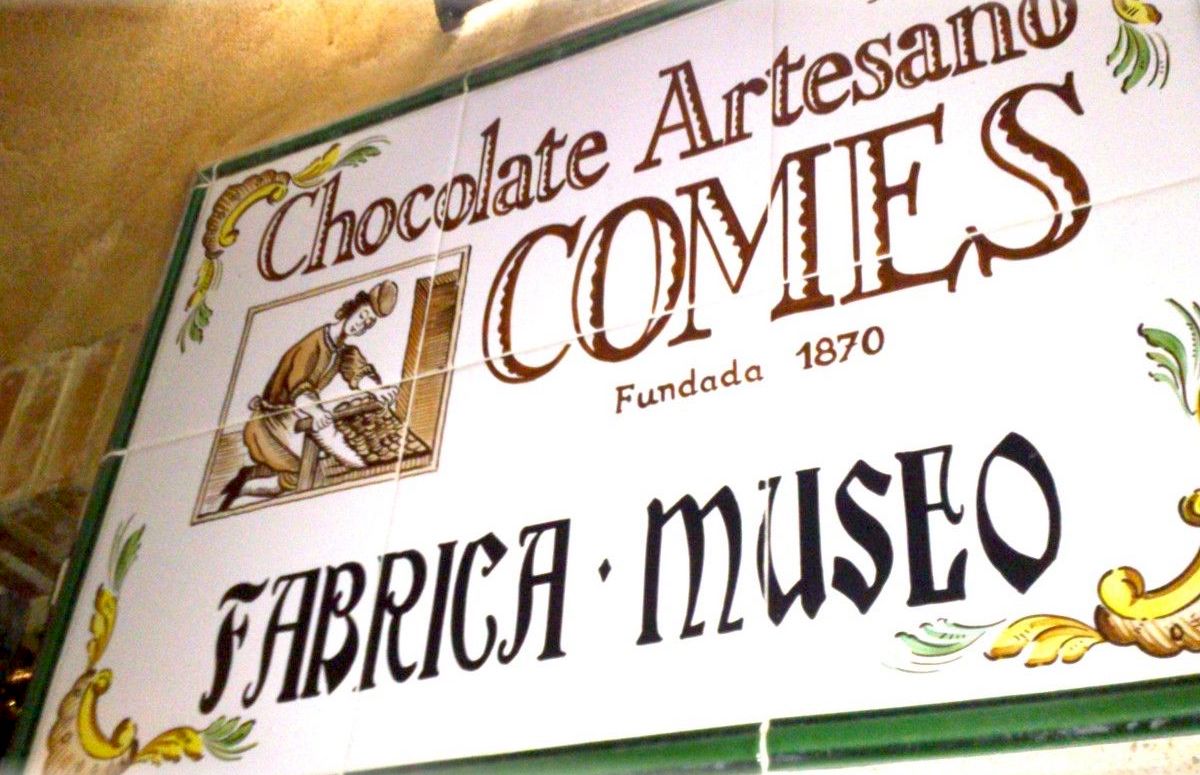 Chocolate Artesano
COMES
Fundada 1870
FABRICA · MUSEO